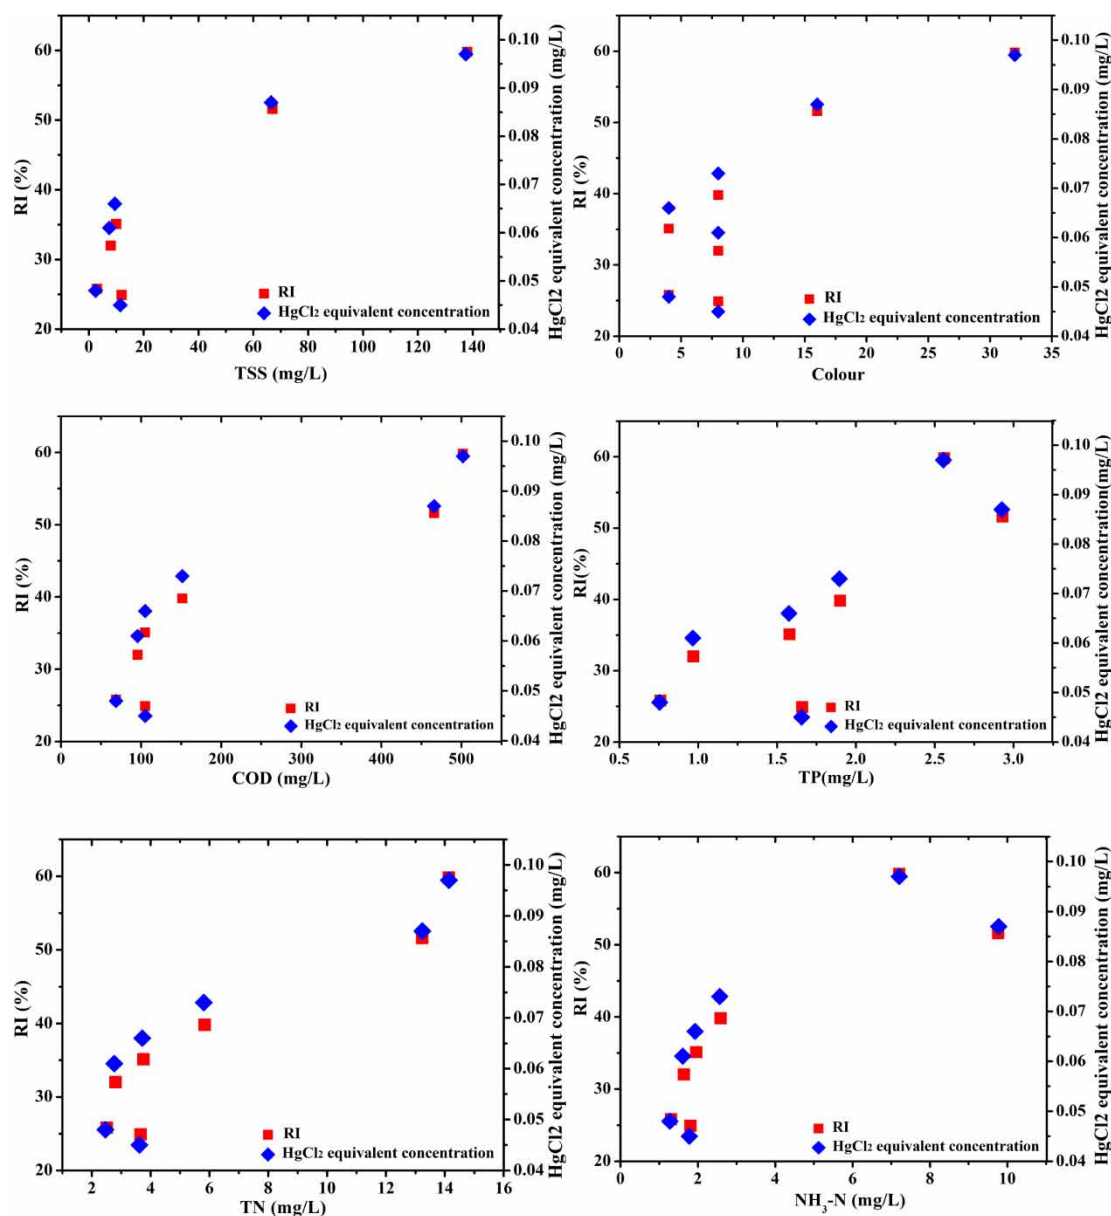 60
50
40
30
20
RI (%)
0.10
0.09
0.08
0.07
0.06
0.05
0.04
HgCl2 equivalent concentration (mg/L)
RI
HgCl2 equivalent concentration
0 20 40 60 80 100 120 140
TSS (mg/L)
60
50
40
30
20
RI (%)
0.10
0.09
0.08
0.07
0.06
0.05
0.04
HgCl2 equivalent concentration (mg/L)
RI
HgCl2 equivalent concentration
0 5 10 15 20 25 30 35
Colour
60
50
40
30
20
RI (%)
0.10
0.09
0.08
0.07
0.06
0.05
0.04
HgCl2 equivalent concentration (mg/L)
RI
HgCl2 equivalent concentration
0 100 200 300 400 500
COD (mg/L)
60
50
40
30
20
RI(%)
0.10
0.09
0.08
0.07
0.06
0.05
0.04
HgCl2 equivalent concentration(mg/L)
RI
HgCl2 equivalent concentration
0.5 1.0 1.5 2.0 2.5 3.0
TP(mg/L)
60
50
40
30
20
RI (%)
0.10
0.09
0.08
0.07
0.06
0.05
0.04
HgCl2 equivalent concentration (mg/L)
RI
HgCl2 equivalent concentration
2 4 6 8 10 12 14 16
TN (mg/L)
60
50
40
30
20
RI (%)
0.10
0.09
0.08
0.07
0.06
0.05
0.04
HgCl2 equivalent concentration (mg/L)
RI
HgCl2 equivalent concentration
0 2 4 6 8 10
NH3-N (mg/L)